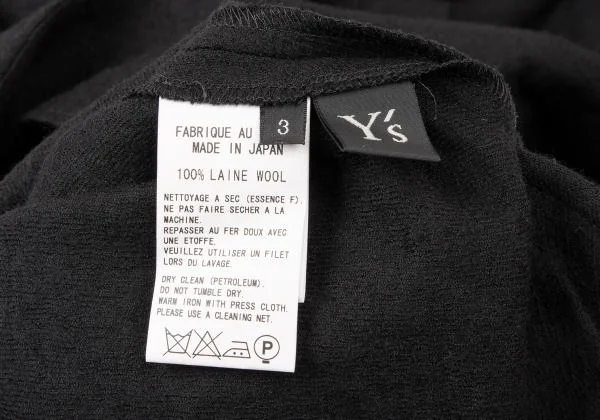 FABRIQUE AU
3
Y's
MADE IN JAPAN
100% LAINE WOOL
NETTOYAGE A SEC (ESSENCE F).
NE PAS FAIRE SECHER A LA
MACHINE.
REPASSER AU FER DOUX AVEC
UNE ETOFFE.
VEUILLEZ UTILISER UN FILET
LORS DU LAVAGE.
DRY CLEAN (PETROLEUM).
DO NOT TUMBLE DRY.
WARM IRON WITH PRESS CLOTH.
PLEASE USE A CLEANING NET.
P